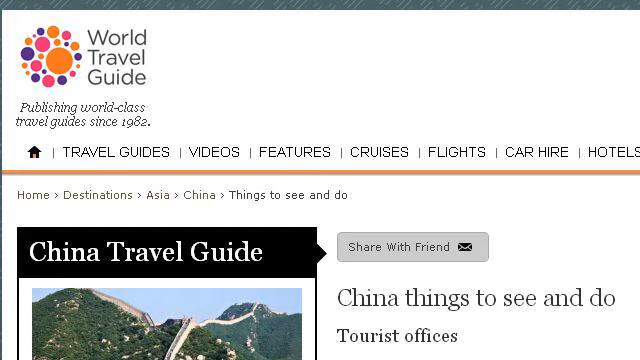 World
Travel
Guide
Publishing world-class
travel guides since 1982.
| TRAVEL GUIDES | VIDEOS | FEATURES | CRUISES | FLIGHTS | CAR HIRE | HOTELS
Home > Destinations > Asia > China > Things to see and do
China Travel Guide
Share With Friend
China things to see and do
Tourist offices